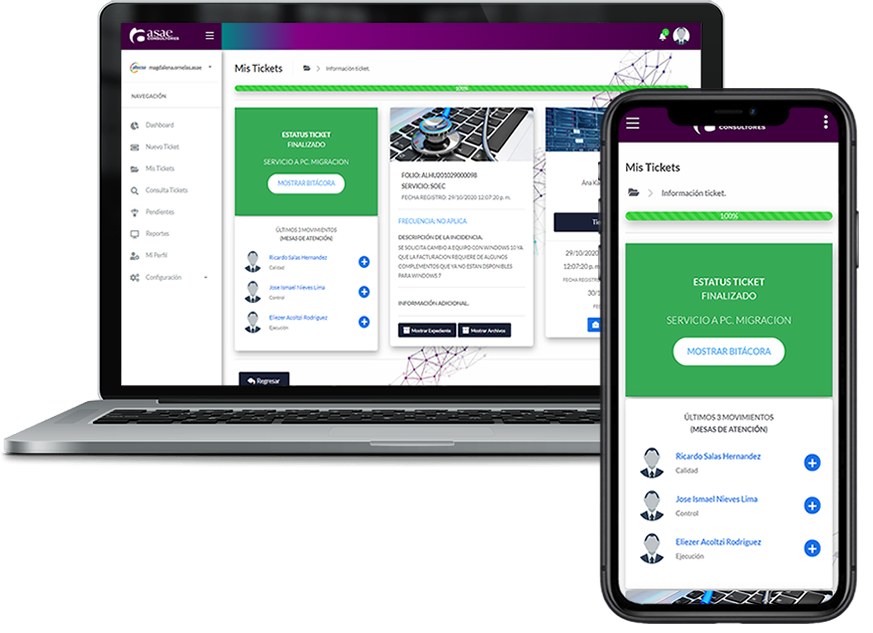 asae
CONSULTORES
magdalena.ornelas.asae
NAVEGACIÓN
Dashboard
Nuevo Ticket
Mis Tickets
Consulta Tickets
Pendientes
Reportes
Mi Perfil
Configuración
Mis Tickets
Información ticket.
100%
ESTATUS TICKET
FINALIZADO
SERVICIO A PC. MIGRACION
MOSTRAR BITÁCORA
ÚLTIMOS 3 MOVIMIENTOS
(MESAS DE ATENCIÓN)
Ricardo Salas Hernandez
Calidad
Jose Ismael Nieves Lima
Control
Eliezer Acoltzi Rodriguez
Ejecución
Regresar
FOLIO: ALHU201029000098
SERVICIO: SOEC
FECHA REGISTRO: 29/10/2020 12:07:20 p. m.
FRECUENCIA: NO APLICA.
DESCRIPCIÓN DE LA INCIDENCIA.
SE SOLICITA CAMBIO A EQUIPO CON WINDOWS 10 YA
QUE LA FACTURACION REQUIERE DE ALGUNOS
COMPLEMENTOS QUE YA NO ESTAN DISPONIBLES
PARA WINDOWS 7
INFORMACIÓN ADICIONAL.
Mostrar Expediente
Mostrar Archivos
Ana Ka
Tie
29/10/2020
12:07:20 p.
FECHA REGISTR
30/1
CONSULTORES
Mis Tickets
Información ticket.
100%
ESTATUS TICKET
FINALIZADO
SERVICIO A PC. MIGRACION
MOSTRAR BITÁCORA
ÚLTIMOS 3 MOVIMIENTOS
(MESAS DE ATENCIÓN)
Ricardo Salas Hernandez
Calidad
Jose Ismael Nieves Lima
Control
Eliezer Acoltzi Rodriguez
Ejecución